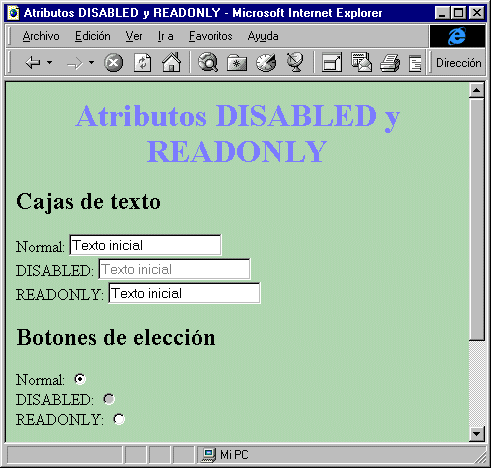 Atributos DISABLED y READONLY - Microsoft Internet Explorer
Archivo Edición Ver Ir a Favoritos Ayuda
Dirección
Atributos DISABLED y
READONLY
Cajas de texto
Normal: Texto inicial
DISABLED: Texto inicial
READONLY: Texto inicial
Botones de elección
Normal:
DISABLED:
READONLY:
Mi PC